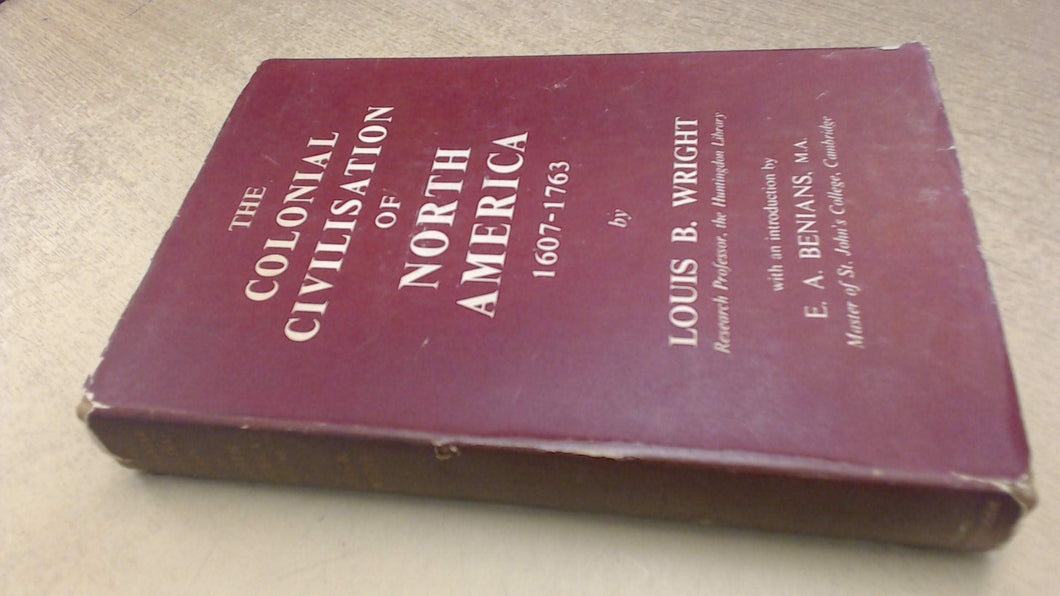 THE
COLONIAL
CIVILISATION
OF
NORTH
AMERICA
1607-1763
by
LOUIS B. WRIGHT
Research Professor, the Huntingdon Library
with an introduction by
E. A. BENIANS, M.A.
Master of St. John's College, Cambridge